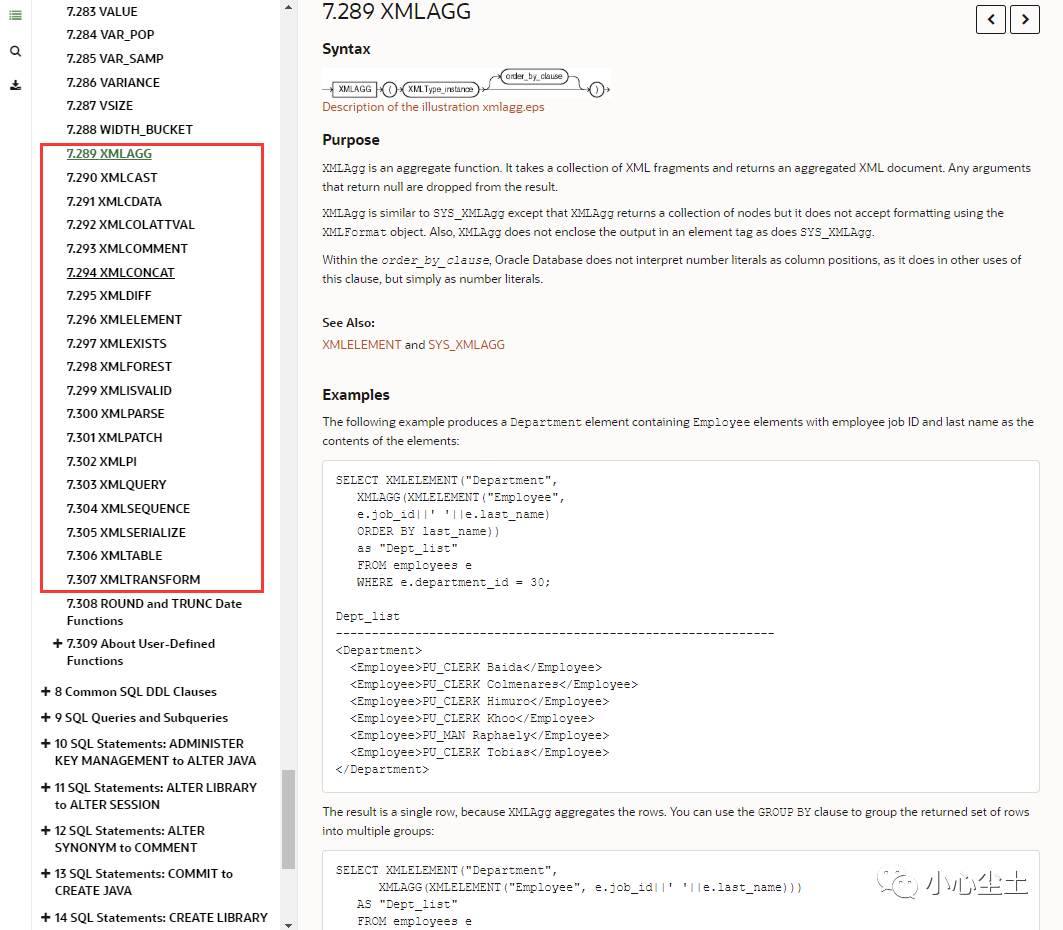 7.283 VALUE
7.284 VAR_POP
7.285 VAR_SAMP
7.286 VARIANCE
7.287 VSIZE
7.288 WIDTH_BUCKET
7.289 XMLAGG
7.290 XMLCAST
7.291 XMLCDATA
7.292 XMLCOLATTVAL
7.293 XMLCOMMENT
7.294 XMLCONCAT
7.295 XMLDIFF
7.296 XMLELEMENT
7.297 XMLEXISTS
7.298 XMLFOREST
7.299 XMLISVALID
7.300 XMLPARSE
7.301 XMLPATCH
7.302 XMLPI
7.303 XMLQUERY
7.304 XMLSEQUENCE
7.305 XMLSERIALIZE
7.306 XMLTABLE
7.307 XMLTRANSFORM
7.308 ROUND and TRUNC Date
Functions
+ 7.309 About User-Defined
Functions
+ 8 Common SQL DDL Clauses
+ 9 SQL Queries and Subqueries
+ 10 SQL Statements: ADMINISTER
KEY MANAGEMENT to ALTER JAVA
+ 11 SQL Statements: ALTER LIBRARY
to ALTER SESSION
+ 12 SQL Statements: ALTER
SYNONYM to COMMENT
+ 13 SQL Statements: COMMIT to
CREATE JAVA
+ 14 SQL Statements: CREATE LIBRARY
7.289 XMLAGG
Syntax
order_by_clause
XMLAGG ( XMLType_instance )
Description of the illustration xmlagg.eps
Purpose
XMLAgg is an aggregate function. It takes a collection of XML fragments and returns an aggregated XML document. Any arguments
that return null are dropped from the result.
XMLAgg is similar to SYS_XMLAgg except that XMLAgg returns a collection of nodes but it does not accept formatting using the
XMLFormat object. Also, XMLAgg does not enclose the output in an element tag as does SYS_XMLAgg.
Within the order_by_clause, Oracle Database does not interpret number literals as column positions, as it does in other uses of
this clause, but simply as number literals.
See Also:
XMLELEMENT and SYS_XMLAGG
Examples
The following example produces a Department element containing Employee elements with employee job ID and last name as the
contents of the elements:
SELECT XMLELEMENT("Department",
XMLAGG(XMLELEMENT("Employee",
e.job_id||' '||e.last_name)
ORDER BY last_name))
as "Dept_list"
FROM employees e
WHERE e.department_id = 30;
Dept_list
-------------------------------------------------------------
<Department>
<Employee>PU_CLERK Baida</Employee>
<Employee>PU_CLERK Colmenares</Employee>
<Employee>PU_CLERK Himuro</Employee>
<Employee>PU_CLERK Khoo</Employee>
<Employee>PU_MAN Raphaely</Employee>
<Employee>PU_CLERK Tobias</Employee>
</Department>
The result is a single row, because XMLAgg aggregates the rows. You can use the GROUP BY clause to group the returned set of rows
into multiple groups:
SELECT XMLELEMENT("Department",
XMLAGG(XMLELEMENT("Employee", e.job_id||' '||e.last_name)))
AS "Dept_list"
FROM employees e
小心尘土